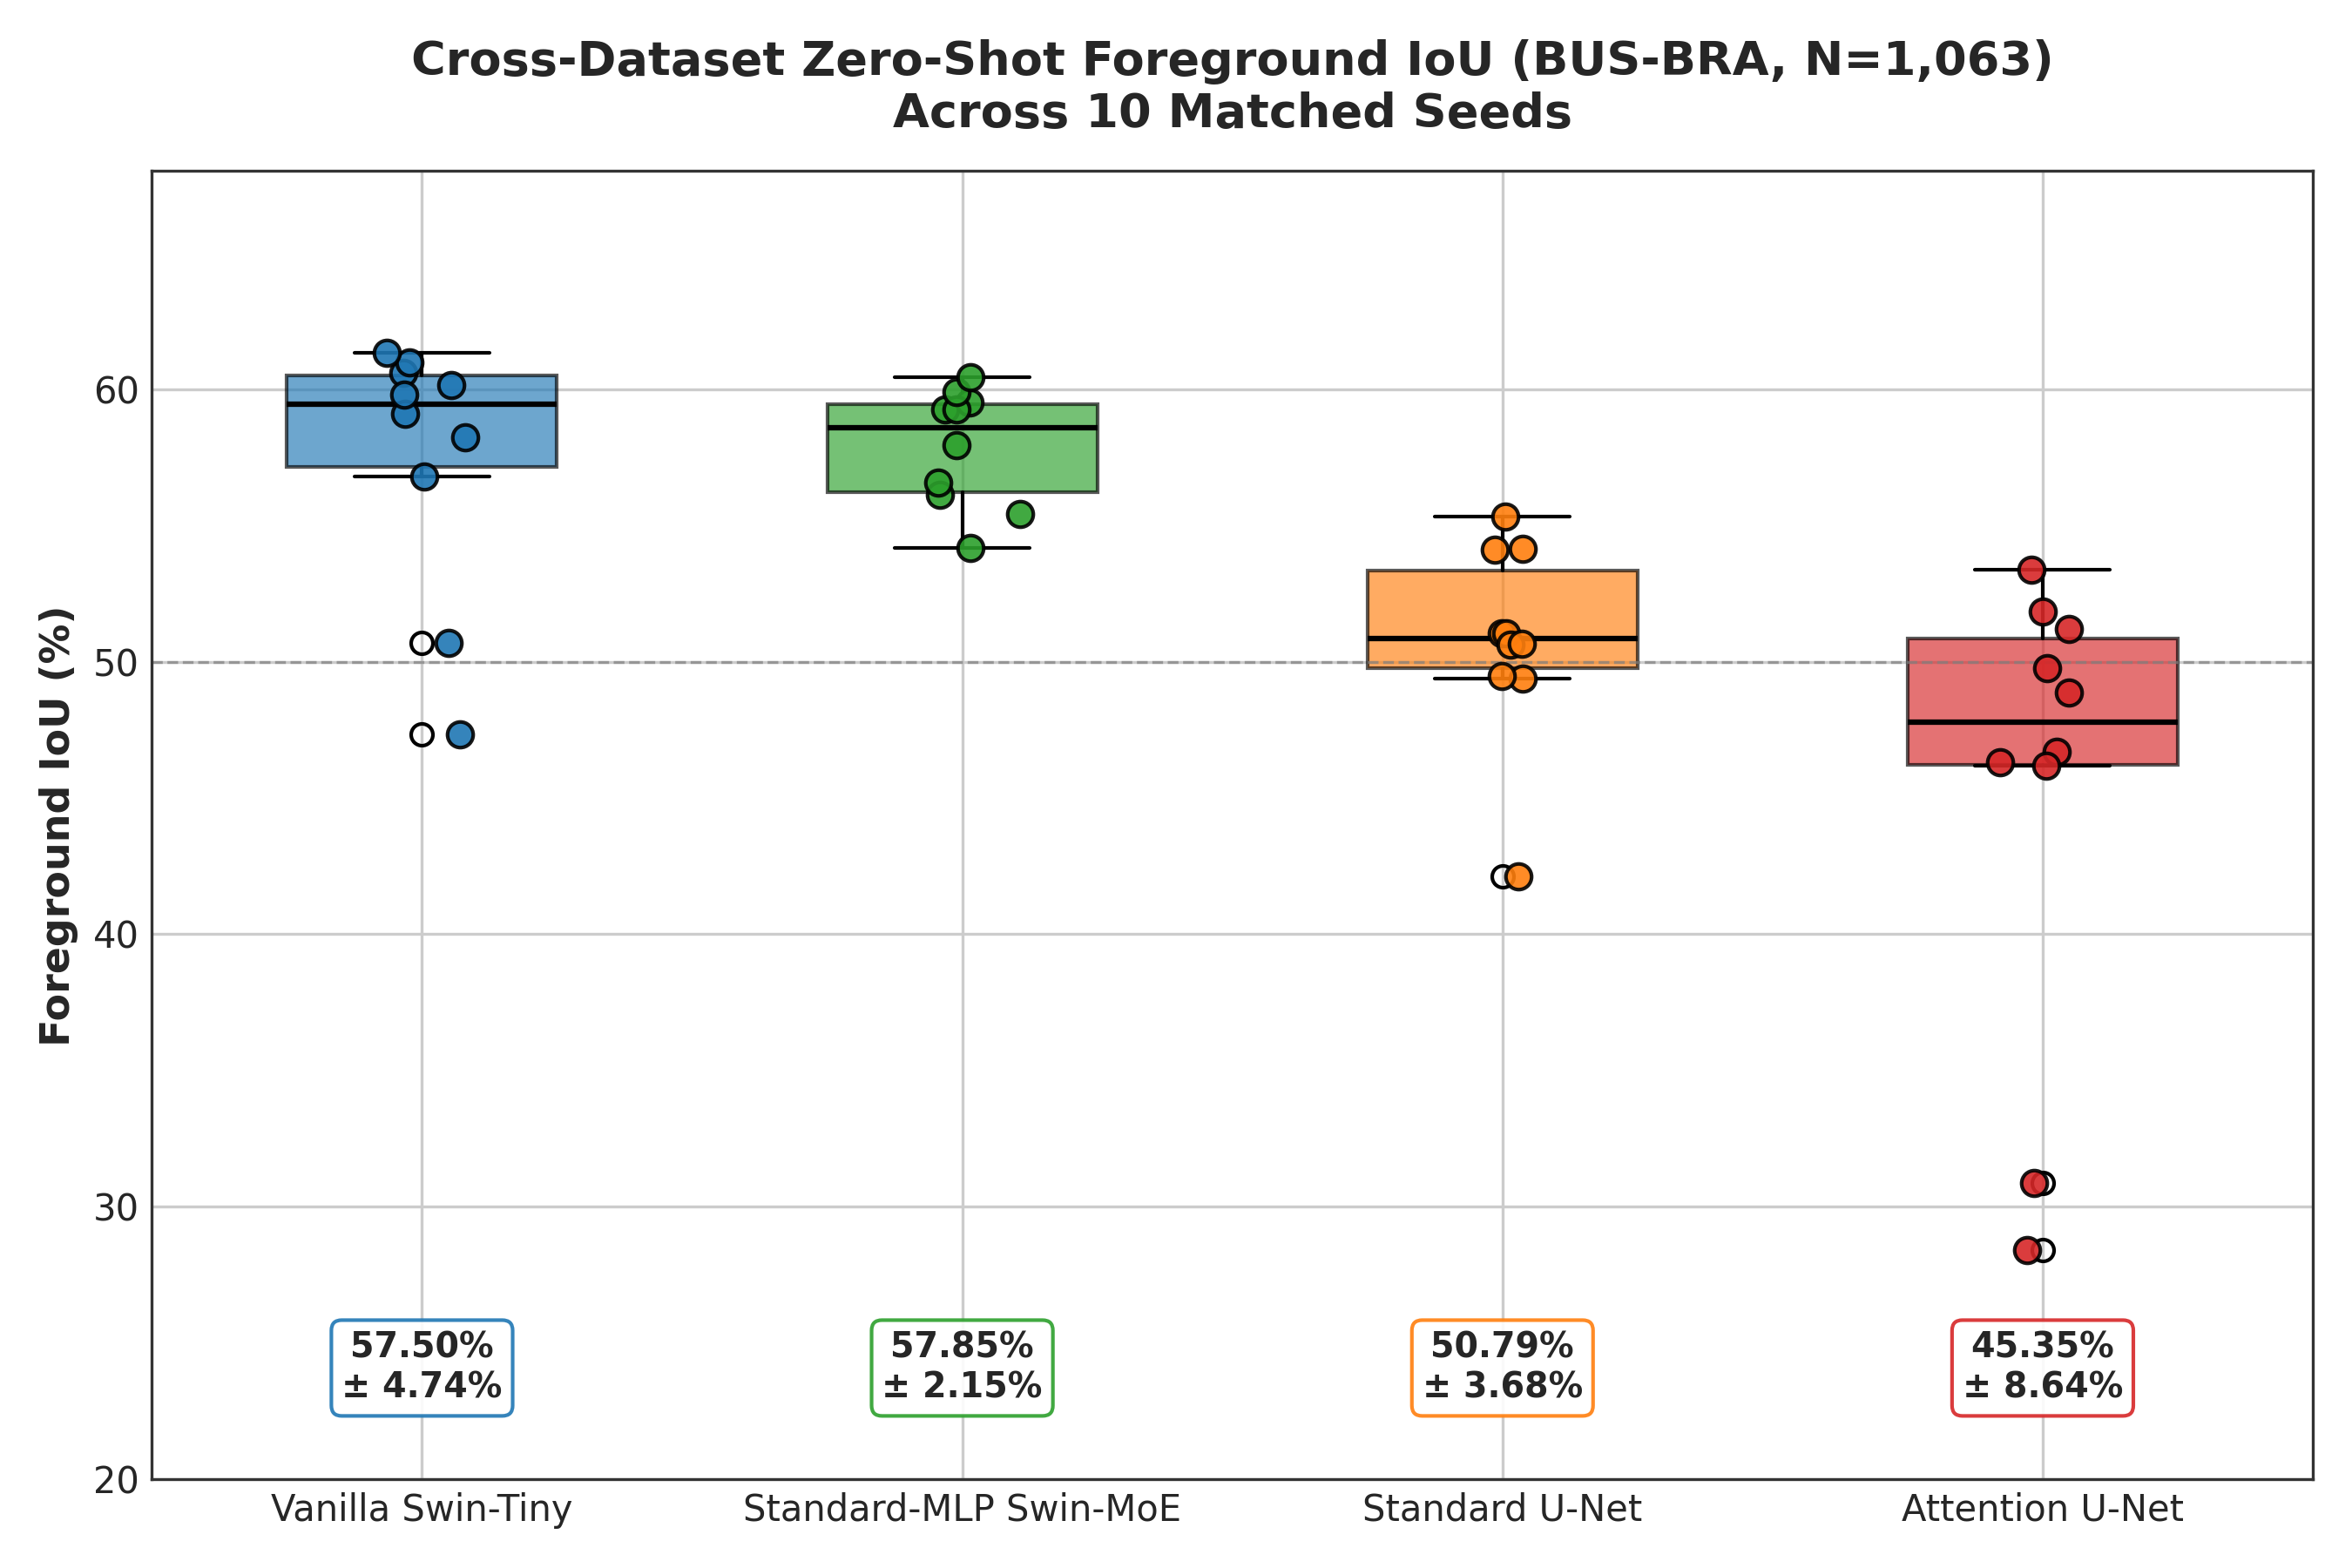 Cross-Dataset Zero-Shot Foreground IoU (BUS-BRA, N=1,063)
Across 10 Matched Seeds
Foreground IoU (%)
60
50
40
30
20
57.50%
± 4.74%
57.85%
± 2.15%
50.79%
± 3.68%
45.35%
± 8.64%
Vanilla Swin-Tiny
Standard-MLP Swin-MoE
Standard U-Net
Attention U-Net